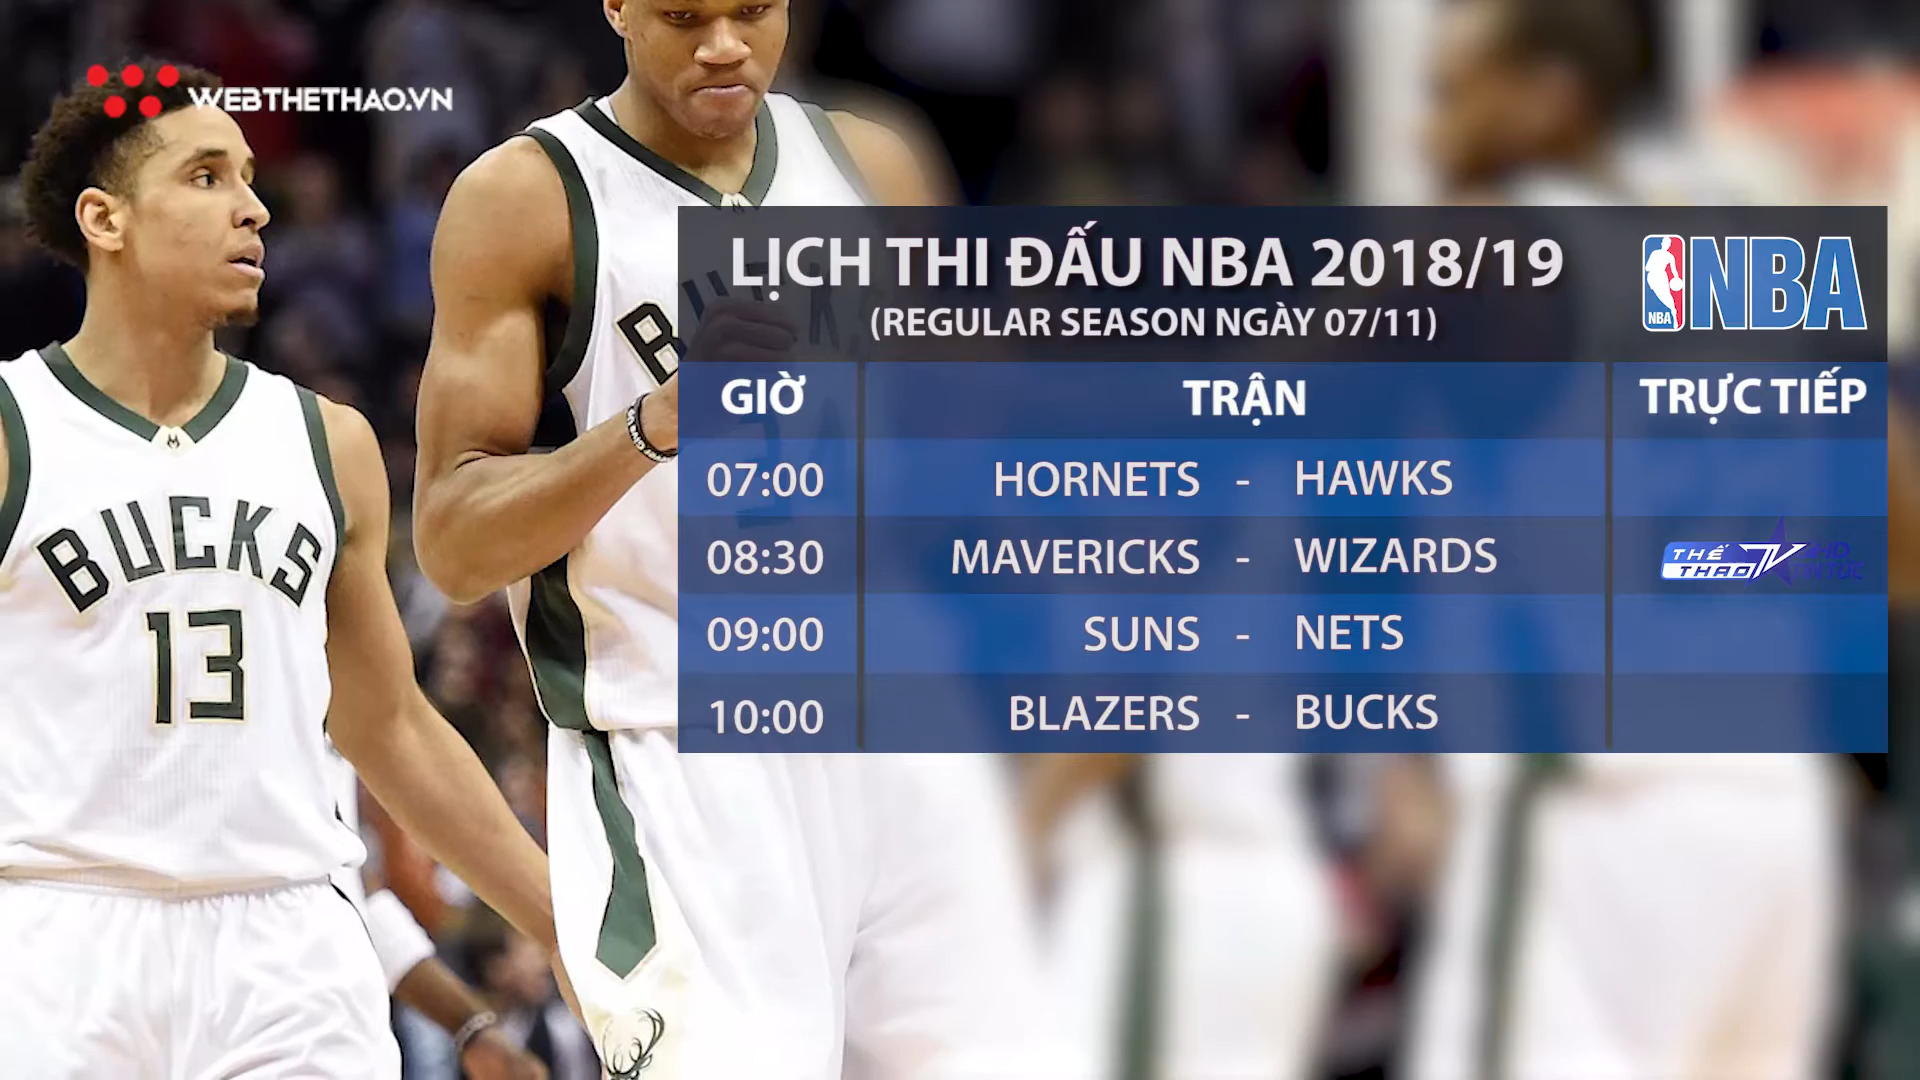 WEBTHETHAO.VN
LỊCH THI ĐẤU NBA 2018/19
(REGULAR SEASON NGÀY 07/11)
NBA NBA
GIỜ TRẬN TRỰC TIẾP
07:00 HORNETS - HAWKS
08:30 MAVERICKS - WIZARDS
THỂ THAO TV
09:00 SUNS - NETS
10:00 BLAZERS - BUCKS
BUCKS
13